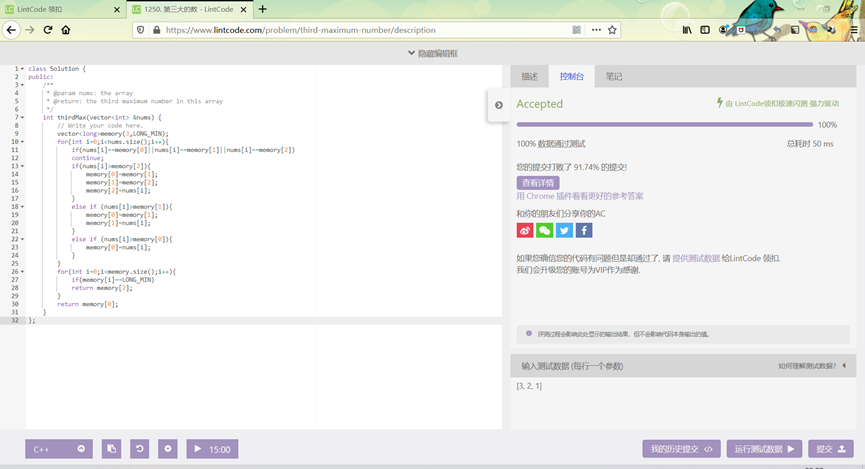 LintCode 领扣
1250. 第三大的数 - LintCode
https://www.lintcode.com/problem/third-maximum-number/description
隐藏编辑框
1 class Solution {
2 public:
3 /**
4 * @param nums: the array
5 * @return: the third maximum number in this array
6 */
7 int thirdMax(vector<int> &nums) {
8 // Write your code here.
9 vector<long>memory(3,LONG_MIN);
10 for(int i=0;i<nums.size();i++){
11 if(nums[i]==memory[0]||nums[i]==memory[1]||nums[i]==memory[2])
12 continue;
13 if(nums[i]>memory[2]){
14 memory[0]=memory[1];
15 memory[1]=memory[2];
16 memory[2]=nums[i];
17 }
18 else if (nums[i]>memory[1]){
19 memory[0]=memory[1];
20 memory[1]=nums[i];
21 }
22 else if (nums[i]>memory[0]){
23 memory[0]=nums[i];
24 }
25 }
26 for(int i=0;i<memory.size();i++){
27 if(memory[i]==LONG_MIN)
28 return memory[2];
29 }
30 return memory[0];
31 }
32 };
描述 控制台 笔记
Accepted
由 LintCode领扣极速闪测 强力驱动
100%
100% 数据通过测试
总耗时 50 ms
您的提交打败了 91.74% 的提交!
查看详情
用 Chrome 插件看看更好的参考答案
和你的朋友们分享你的AC
如果您确信您的代码有问题但是却通过了, 请 提供测试数据 给LintCode 领扣.
我们会升级您的账号为VIP作为感谢.
评测过程会影响此处显示的输出结果，但不会影响代码本身输出的值。
输入测试数据 (每行一个参数)
如何理解测试数据?
[3, 2, 1]
C++
15:00
我的历史提交
运行测试数据
提交